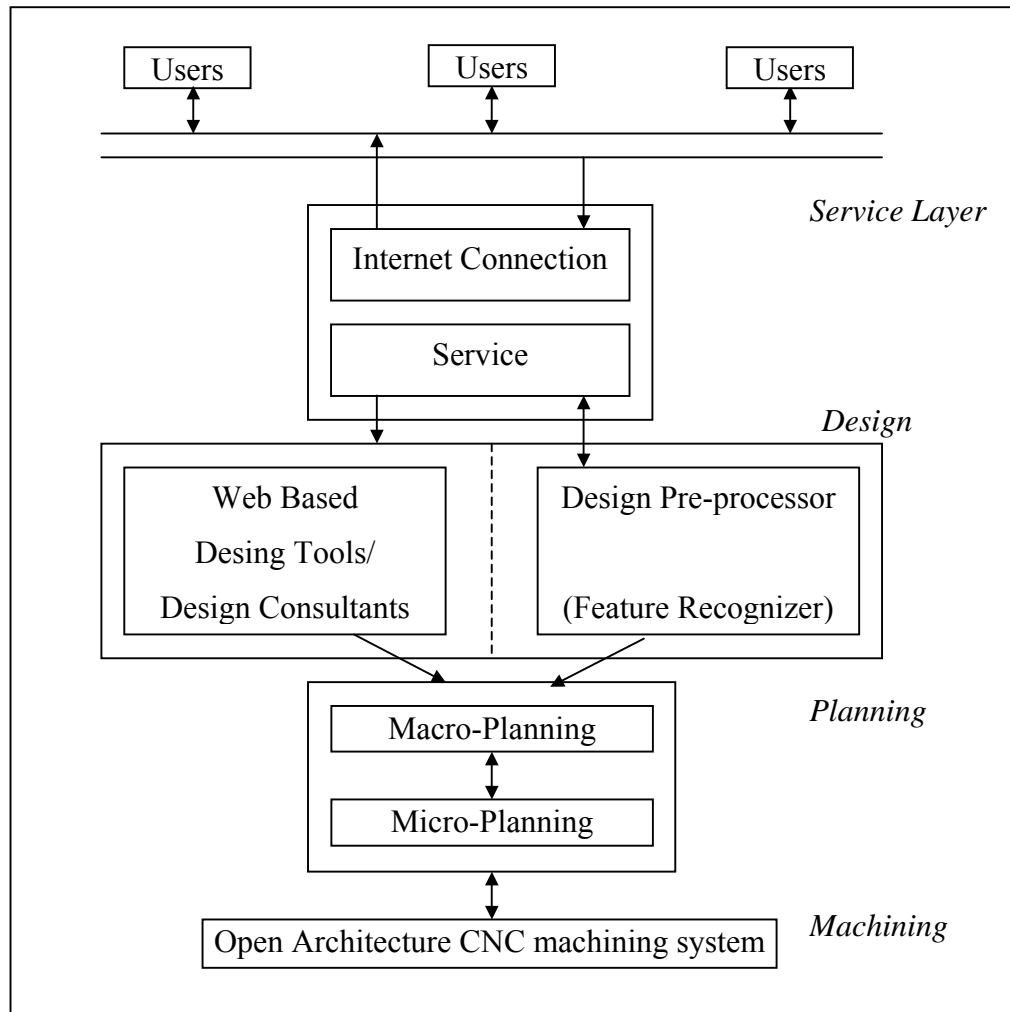 Users
Users
Users
Service Layer
Internet Connection
Service
Design
Web Based
Desing Tools/
Design Consultants
Design Pre-processor
(Feature Recognizer)
Planning
Macro-Planning
Micro-Planning
Machining
Open Architecture CNC machining system